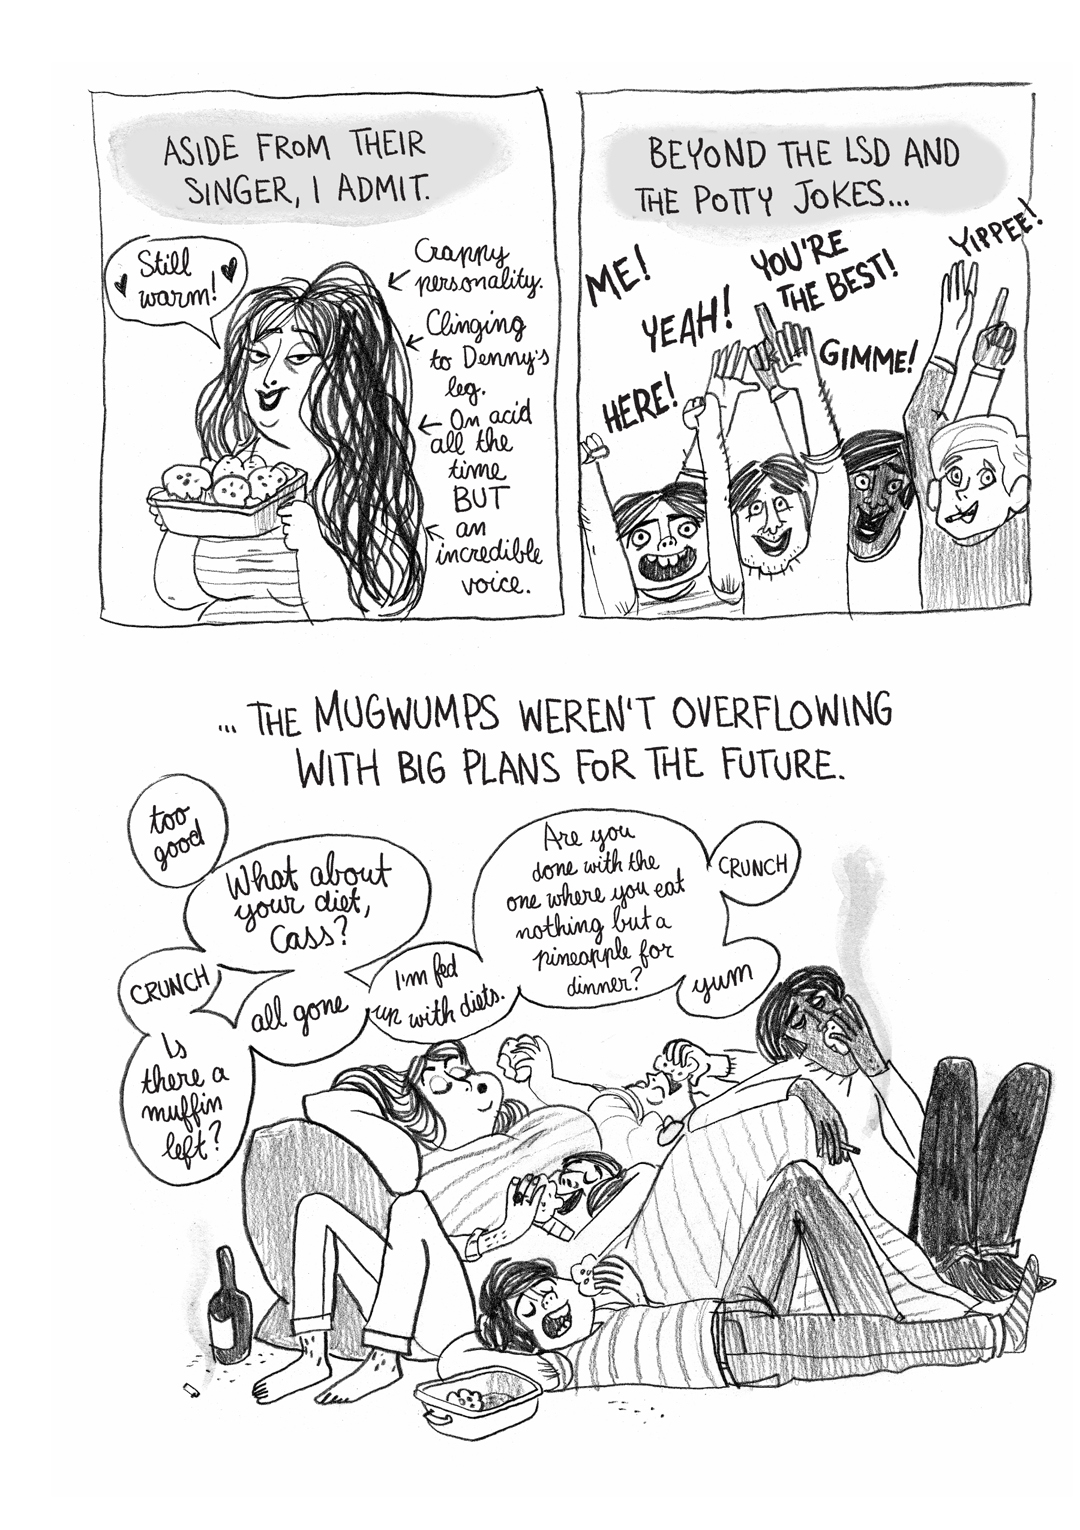 ASIDE FROM THEIR
SINGER, I ADMIT.
Still
warm!
Crappy
personality.
Clinging
to Denny's
leg.
On acid
all the
time
BUT
an
incredible
voice.
BEYOND THE LSD AND
THE POTTY JOKES...
ME!
YEAH!
HERE!
YOU'RE
THE BEST!
GIMME!
YIPPEE!
... THE MUGWUMPS WEREN'T OVERFLOWING
WITH BIG PLANS FOR THE FUTURE.
too
good
What about
your diet,
Cass?
CRUNCH
Is
there a
muffin
left?
all gone
I'm fed
up with diets.
Are you
done with the
one where you eat
nothing but a
pineapple for
dinner?
CRUNCH
yum